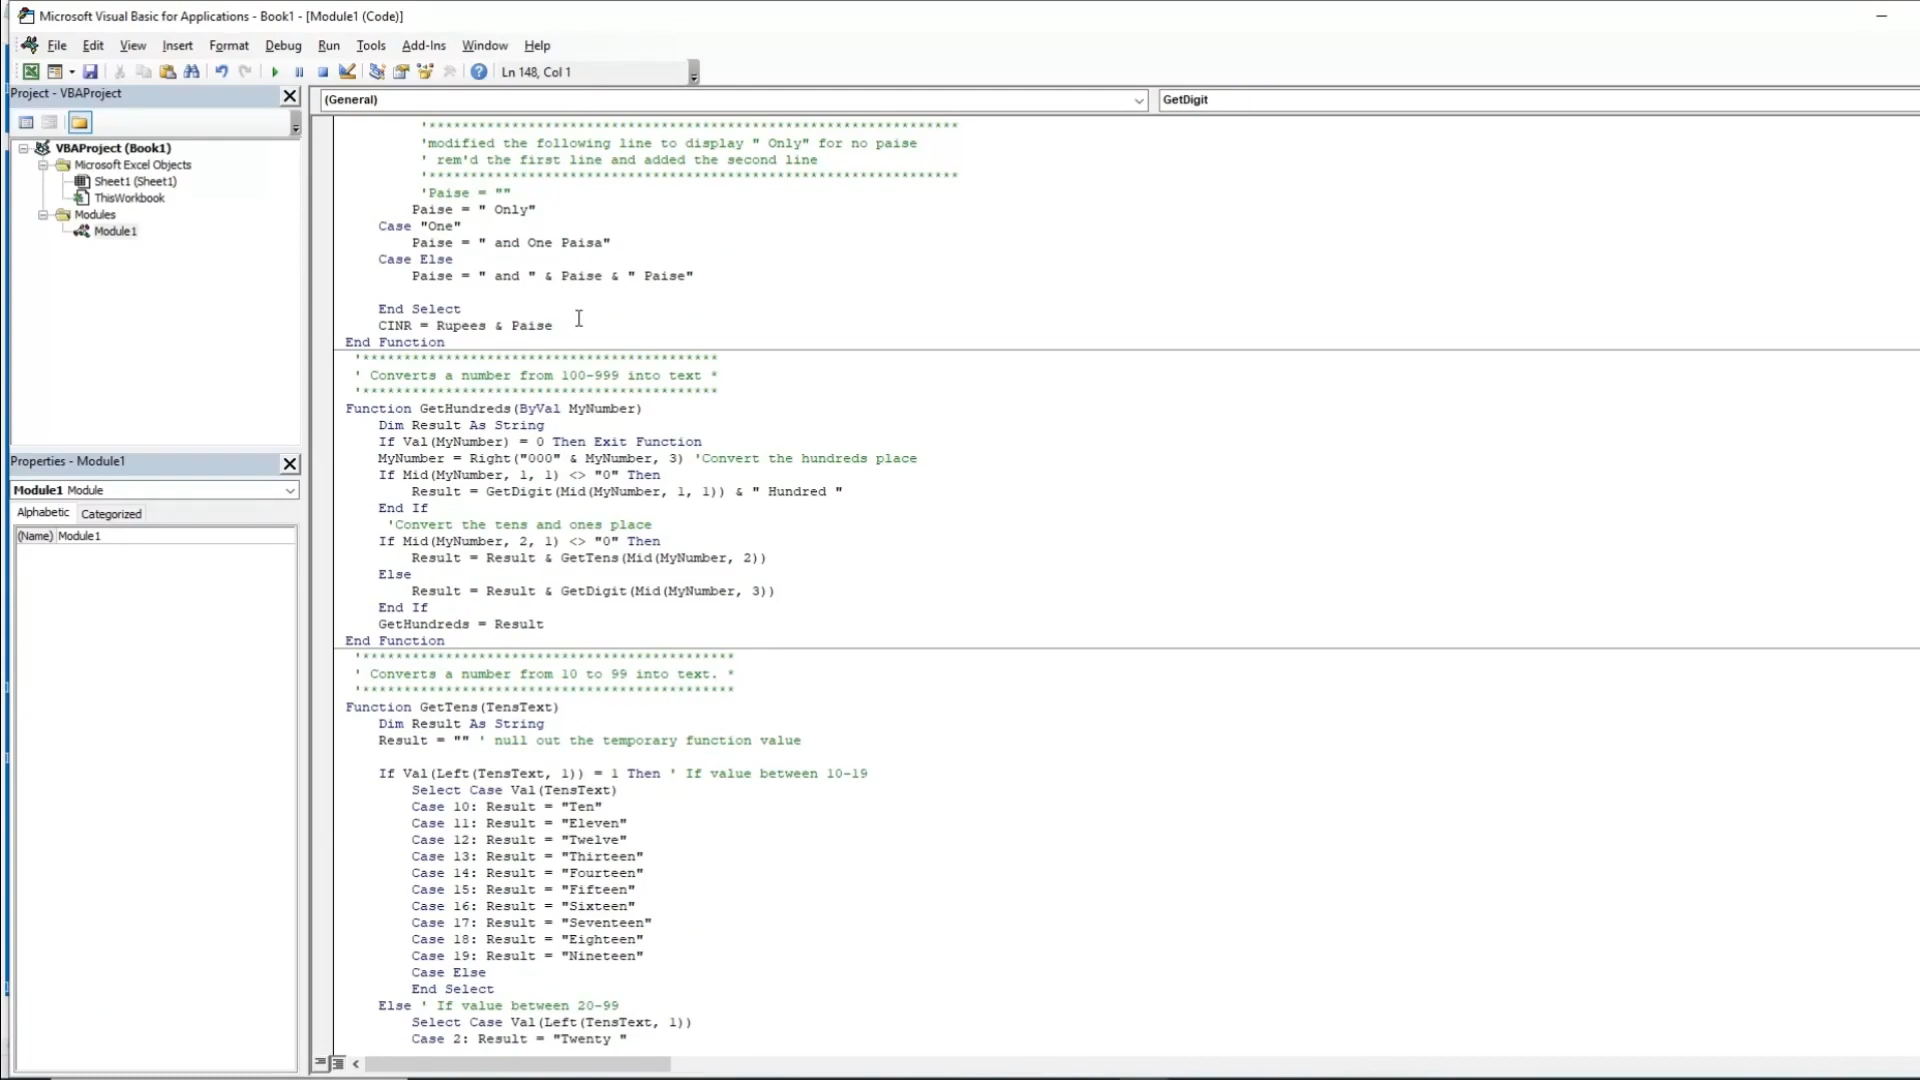 Microsoft Visual Basic for Applications - Book1 - [Module1 (Code)]
File Edit View Insert Format Debug Run Tools Add-Ins Window Help
Ln 148, Col 1
Project - VBAProject
VBAProject (Book1)
Microsoft Excel Objects
Sheet1 (Sheet1)
ThisWorkbook
Modules
Module1
Properties - Module1
Module1 Module
Alphabetic Categorized
(Name) Module1
(General) GetDigit
'****************************************************************
'modified the following line to display " Only" for no paise
' rem'd the first line and added the second line
'****************************************************************
'Paise = ""
Paise = " Only"
Case "One"
Paise = " and One Paisa"
Case Else
Paise = " and " & Paise & " Paise"
End Select
CINR = Rupees & Paise
End Function
'*******************************************
' Converts a number from 100-999 into text *
'*******************************************
Function GetHundreds(ByVal MyNumber)
Dim Result As String
If Val(MyNumber) = 0 Then Exit Function
MyNumber = Right("000" & MyNumber, 3) 'Convert the hundreds place
If Mid(MyNumber, 1, 1) <> "0" Then
Result = GetDigit(Mid(MyNumber, 1, 1)) & " Hundred "
End If
'Convert the tens and ones place
If Mid(MyNumber, 2, 1) <> "0" Then
Result = Result & GetTens(Mid(MyNumber, 2))
Else
Result = Result & GetDigit(Mid(MyNumber, 3))
End If
GetHundreds = Result
End Function
'*********************************************
' Converts a number from 10 to 99 into text. *
'*********************************************
Function GetTens(TensText)
Dim Result As String
Result = "" ' null out the temporary function value
If Val(Left(TensText, 1)) = 1 Then ' If value between 10-19
Select Case Val(TensText)
Case 10: Result = "Ten"
Case 11: Result = "Eleven"
Case 12: Result = "Twelve"
Case 13: Result = "Thirteen"
Case 14: Result = "Fourteen"
Case 15: Result = "Fifteen"
Case 16: Result = "Sixteen"
Case 17: Result = "Seventeen"
Case 18: Result = "Eighteen"
Case 19: Result = "Nineteen"
Case Else
End Select
Else ' If value between 20-99
Select Case Val(Left(TensText, 1))
Case 2: Result = "Twenty "